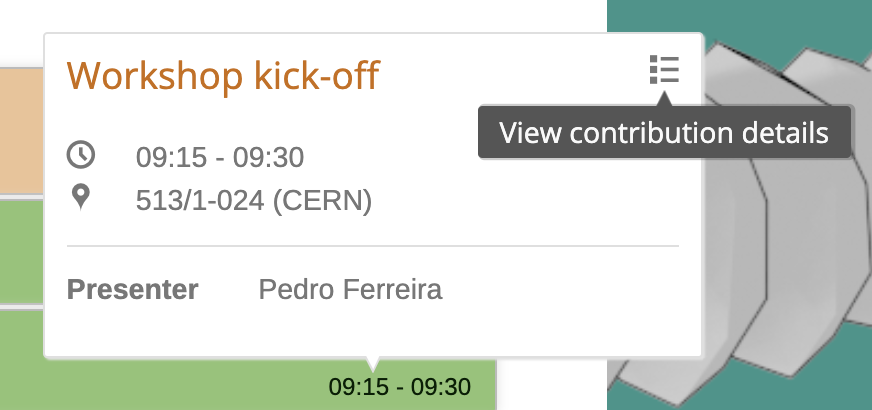 Workshop kick-off
View contribution details
09:15 - 09:30
513/1-024 (CERN)
Presenter Pedro Ferreira
09:15 - 09:30